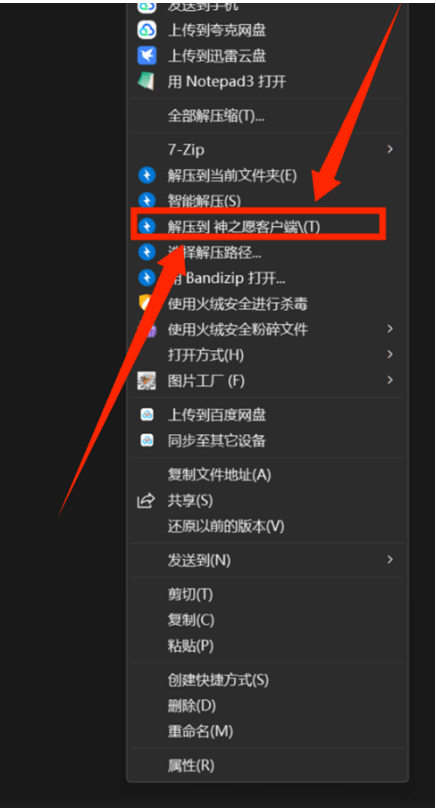 发送到手机
上传到夸克网盘
上传到迅雷云盘
用 Notepad3 打开
全部解压缩(T)...
7-Zip
解压到当前文件夹(E)
智能解压(S)
解压到 神之愿客户端\(T)
选择解压路径...
用 Bandizip 打开...
使用火绒安全进行杀毒
使用火绒安全粉碎文件
打开方式(H)
图片工厂 (F)
上传到百度网盘
同步至其它设备
复制文件地址(A)
共享(S)
还原以前的版本(V)
发送到(N)
剪切(T)
复制(C)
粘贴(P)
创建快捷方式(S)
删除(D)
重命名(M)
属性(R)